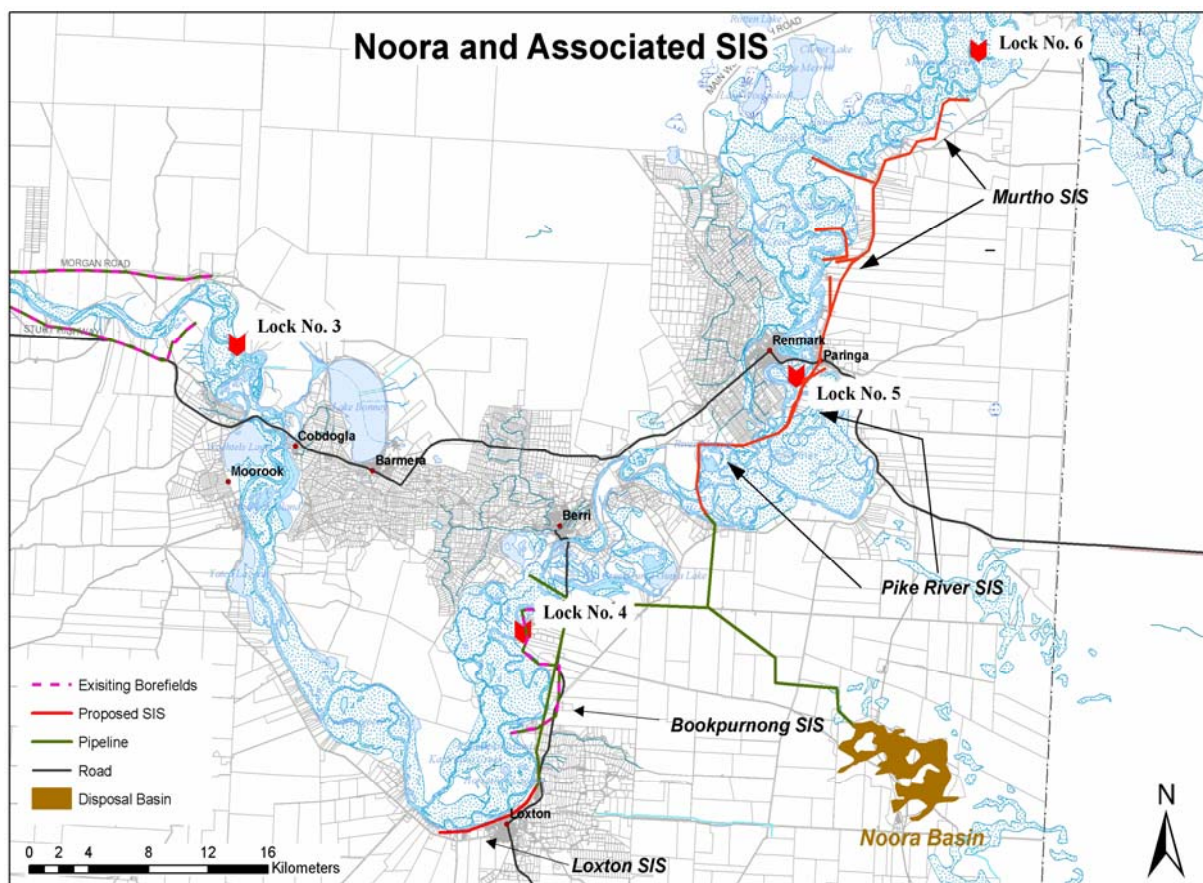 Noora and Associated SIS
Lock No. 6
Murtho SIS
MORGAN ROAD
Lock No. 3
Renmark
Paringa
Lock No. 5
Lake Bonney
Cobdogla
Barmera
Moorook
Berri
Pike River SIS
Lock No. 4
Exisiting Borefields
Proposed SIS
Pipeline
Road
Disposal Basin
Bookpurnong SIS
Loxton
Loxton SIS
Noora Basin
N
0 2 4 8 12 16
Kilometers